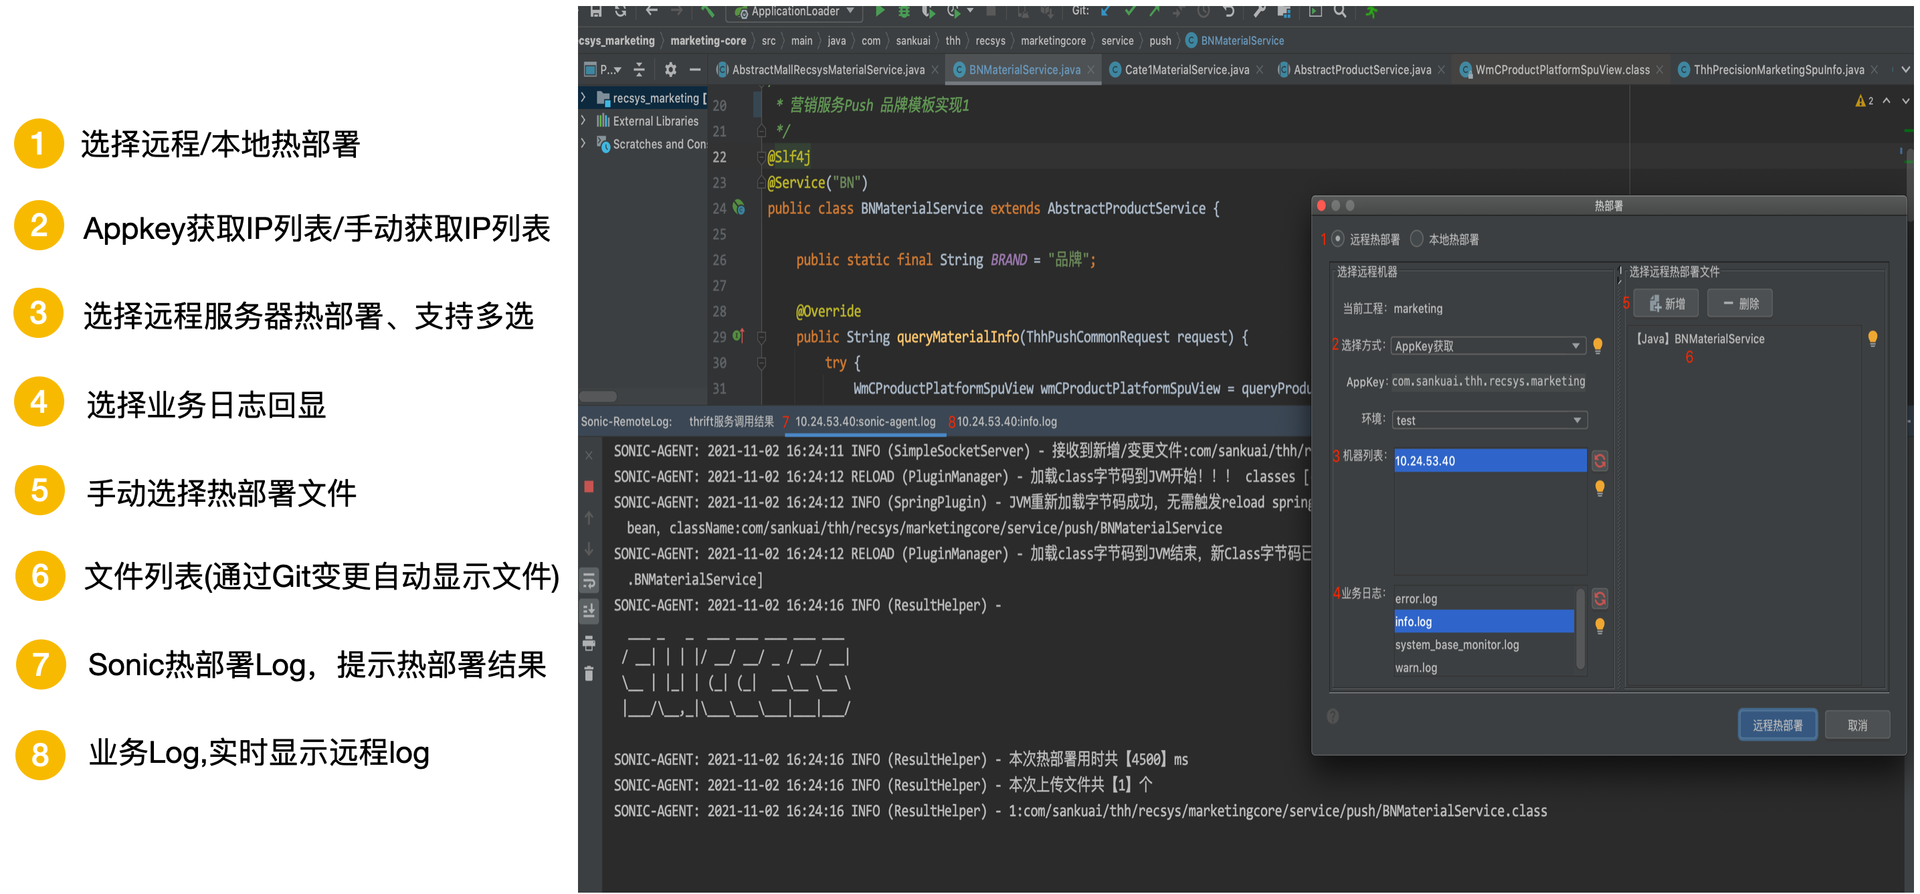 1 选择远程/本地热部署
2 Appkey获取IP列表/手动获取IP列表
3 选择远程服务器热部署、支持多选
4 选择业务日志回显
5 手动选择热部署文件
6 文件列表(通过Git变更自动显示文件)
7 Sonic热部署Log，提示热部署结果
8 业务Log,实时显示远程log
ApplicationLoader
Git:
csys_marketing marketing-core src main java com sankuai thh recsys marketingcore service push BNMaterialService
P... AbstractMallRecsysMaterialService.java BNMaterialService.java Cate1MaterialService.java AbstractProductService.java WmCProductPlatformSpuView.class ThhPrecisionMarketingSpuInfo.java
recsys_marketing [
External Libraries
Scratches and Con
2
20 * 营销服务Push 品牌模板实现1
21 */
22 @Slf4j
23 @Service("BN")
24 public class BNMaterialService extends AbstractProductService {
25
26 public static final String BRAND = "品牌";
27
28 @Override
29 public String queryMaterialInfo(ThhPushCommonRequest request) {
30 try {
31 WmCProductPlatformSpuView wmCProductPlatformSpuView = queryProdu
Sonic-RemoteLog: thrift服务调用结果 7 10.24.53.40:sonic-agent.log 8 10.24.53.40:info.log
SONIC-AGENT: 2021-11-02 16:24:11 INFO (SimpleSocketServer) - 接收到新增/变更文件:com/sankuai/thh/r
SONIC-AGENT: 2021-11-02 16:24:12 RELOAD (PluginManager) - 加载class字节码到JVM开始！！！ classes [
SONIC-AGENT: 2021-11-02 16:24:12 INFO (SpringPlugin) - JVM重新加载字节码成功, 无需触发reload spring
bean, className:com/sankuai/thh/recsys/marketingcore/service/push/BNMaterialService
SONIC-AGENT: 2021-11-02 16:24:12 RELOAD (PluginManager) - 加载class字节码到JVM结束, 新Class字节码已
.BNMaterialService]
SONIC-AGENT: 2021-11-02 16:24:16 INFO (ResultHelper) -
SONIC-AGENT: 2021-11-02 16:24:16 INFO (ResultHelper) - 本次热部署用时共【4500】ms
SONIC-AGENT: 2021-11-02 16:24:16 INFO (ResultHelper) - 本次上传文件共【1】个
SONIC-AGENT: 2021-11-02 16:24:16 INFO (ResultHelper) - 1:com/sankuai/thh/recsys/marketingcore/service/push/BNMaterialService.class
热部署
1 远程热部署 本地热部署
选择远程机器
当前工程: marketing
2 选择方式: AppKey获取
AppKey: com.sankuai.thh.recsys.marketing
环境: test
3 机器列表: 10.24.53.40
4 业务日志: error.log
info.log
system_base_monitor.log
warn.log
选择远程热部署文件
5 新增 删除
【Java】BNMaterialService
6
?
远程热部署 取消